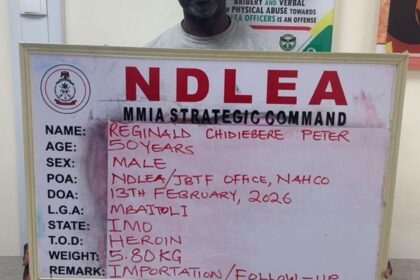 BRIBERY AND VERBAL
PHYSICAL ABUSE TOWARDS
OFFICERS IS AN OFFENSE
NDLEA
MMIA STRATEGIC COMMAND
NAME: REGINALD CHIDIEBERE PETER
AGE: 50 YEARS
SEX: MALE
POA: NDLEA/JBTF OFFICE, NAHCO
DOA: 13TH FEBRUARY, 2026
L.G.A: MBAITOLI
STATE: IMO
T.O.D: HEROIN
WEIGHT: 5.80KG
REMARK: IMPORTATION/FOLLOW-UP